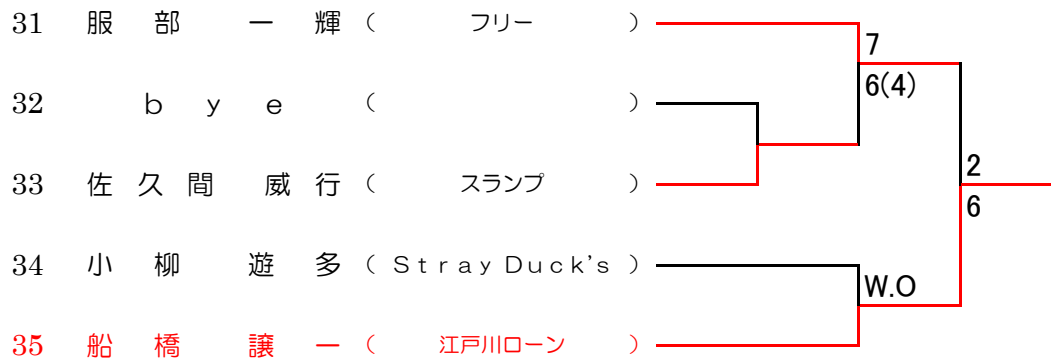 31 服部 一輝 ( フリー )
7
6(4)
32 bye ( )
33 佐久間 威行 ( スランプ )
2
6
34 小柳 遊多 ( Stray Duck's )
W.O
35 船橋 譲一 ( 江戸川ローン )